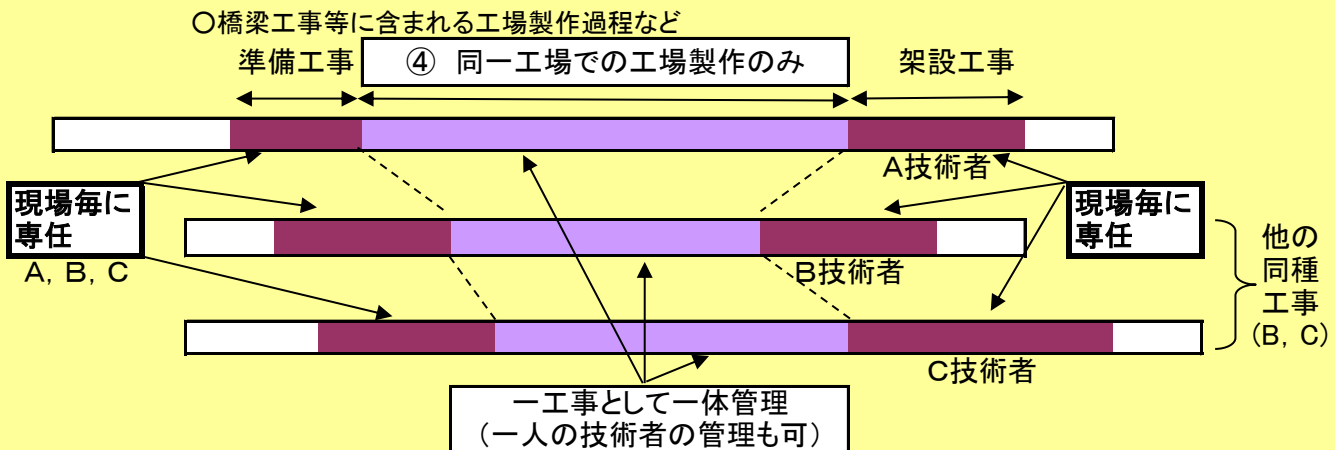 ○橋梁工事等に含まれる工場製作過程など
準備工事
④ 同一工場での工場製作のみ
架設工事
A技術者
現場毎に
専任
A, B, C
現場毎に
専任
B技術者
他の
同種
工事
(B, C)
C技術者
一工事として一体管理
(一人の技術者の管理も可)